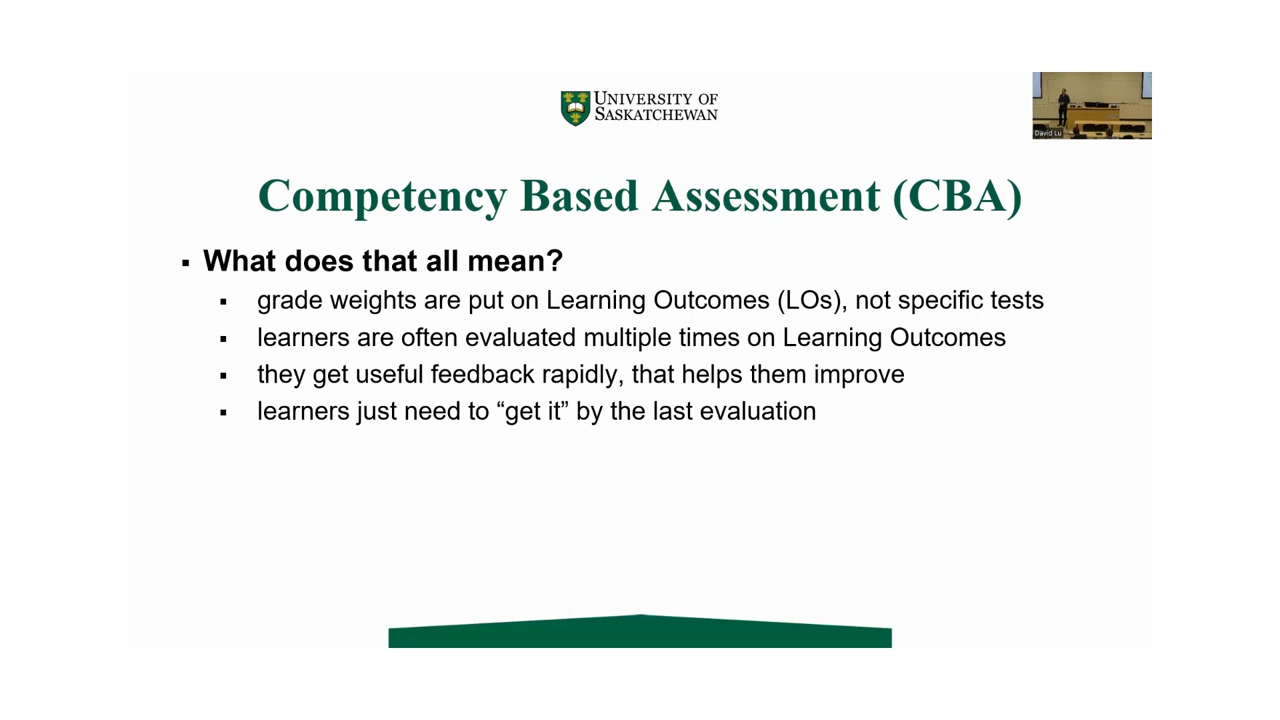 UNIVERSITY OF
SASKATCHEWAN
David Lu
Competency Based Assessment (CBA)
▪ What does that all mean?
▪ grade weights are put on Learning Outcomes (LOs), not specific tests
▪ learners are often evaluated multiple times on Learning Outcomes
▪ they get useful feedback rapidly, that helps them improve
▪ learners just need to “get it” by the last evaluation